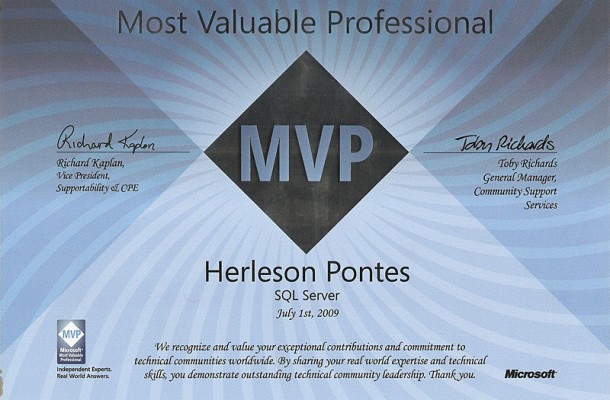 Most Valuable Professional
MVP
Richard Kaplan
Richard Kaplan,
Vice President,
Supportability & CPE
Toby Richards
Toby Richards
General Manager,
Community Support
Services
Herleson Pontes
SQL Server
July 1st, 2009
MVP
Microsoft
Most Valuable
Professional
Independent Experts.
Real World Answers.
We recognize and value your exceptional contributions and commitment to
technical communities worldwide. By sharing your real world expertise and technical
skills, you demonstrate outstanding technical community leadership. Thank you.
Microsoft